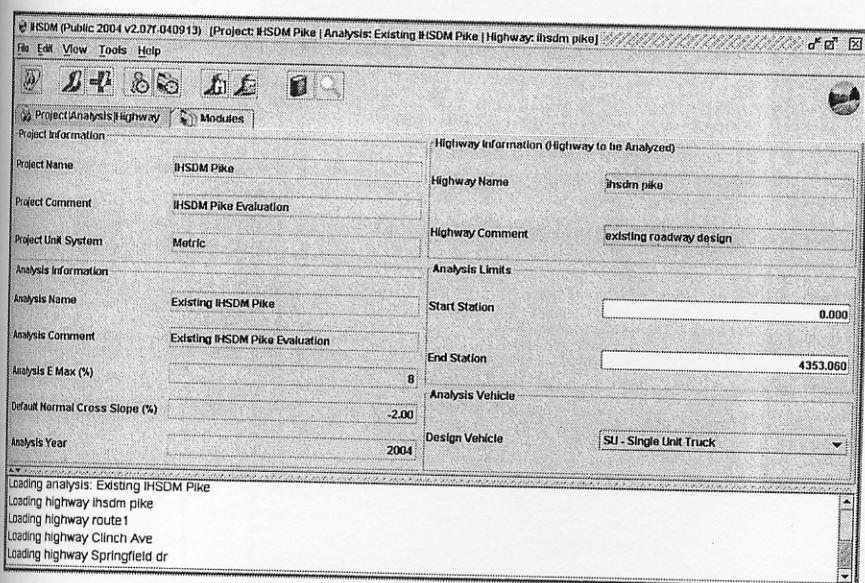 IHSDM (Public 2004 v2.07f-040913) [Project: IHSDM Pike | Analysis: Existing IHSDM Pike | Highway: ihsdm pike]
File Edit View Tools Help
Project|Analysis|Highway Modules
Project Information
Project Name IHSDM Pike
Project Comment IHSDM Pike Evaluation
Project Unit System Metric
Analysis Information
Analysis Name Existing IHSDM Pike
Analysis Comment Existing IHSDM Pike Evaluation
Analysis E Max (%) 8
Default Normal Cross Slope (%) -2.00
Analysis Year 2004
Highway Information (Highway to be Analyzed)
Highway Name ihsdm pike
Highway Comment existing roadway design
Analysis Limits
Start Station 0.000
End Station 4353.060
Analysis Vehicle
Design Vehicle SU - Single Unit Truck
Loading analysis: Existing IHSDM Pike
Loading highway ihsdm pike
Loading highway route1
Loading highway Clinch Ave
Loading highway Springfield dr